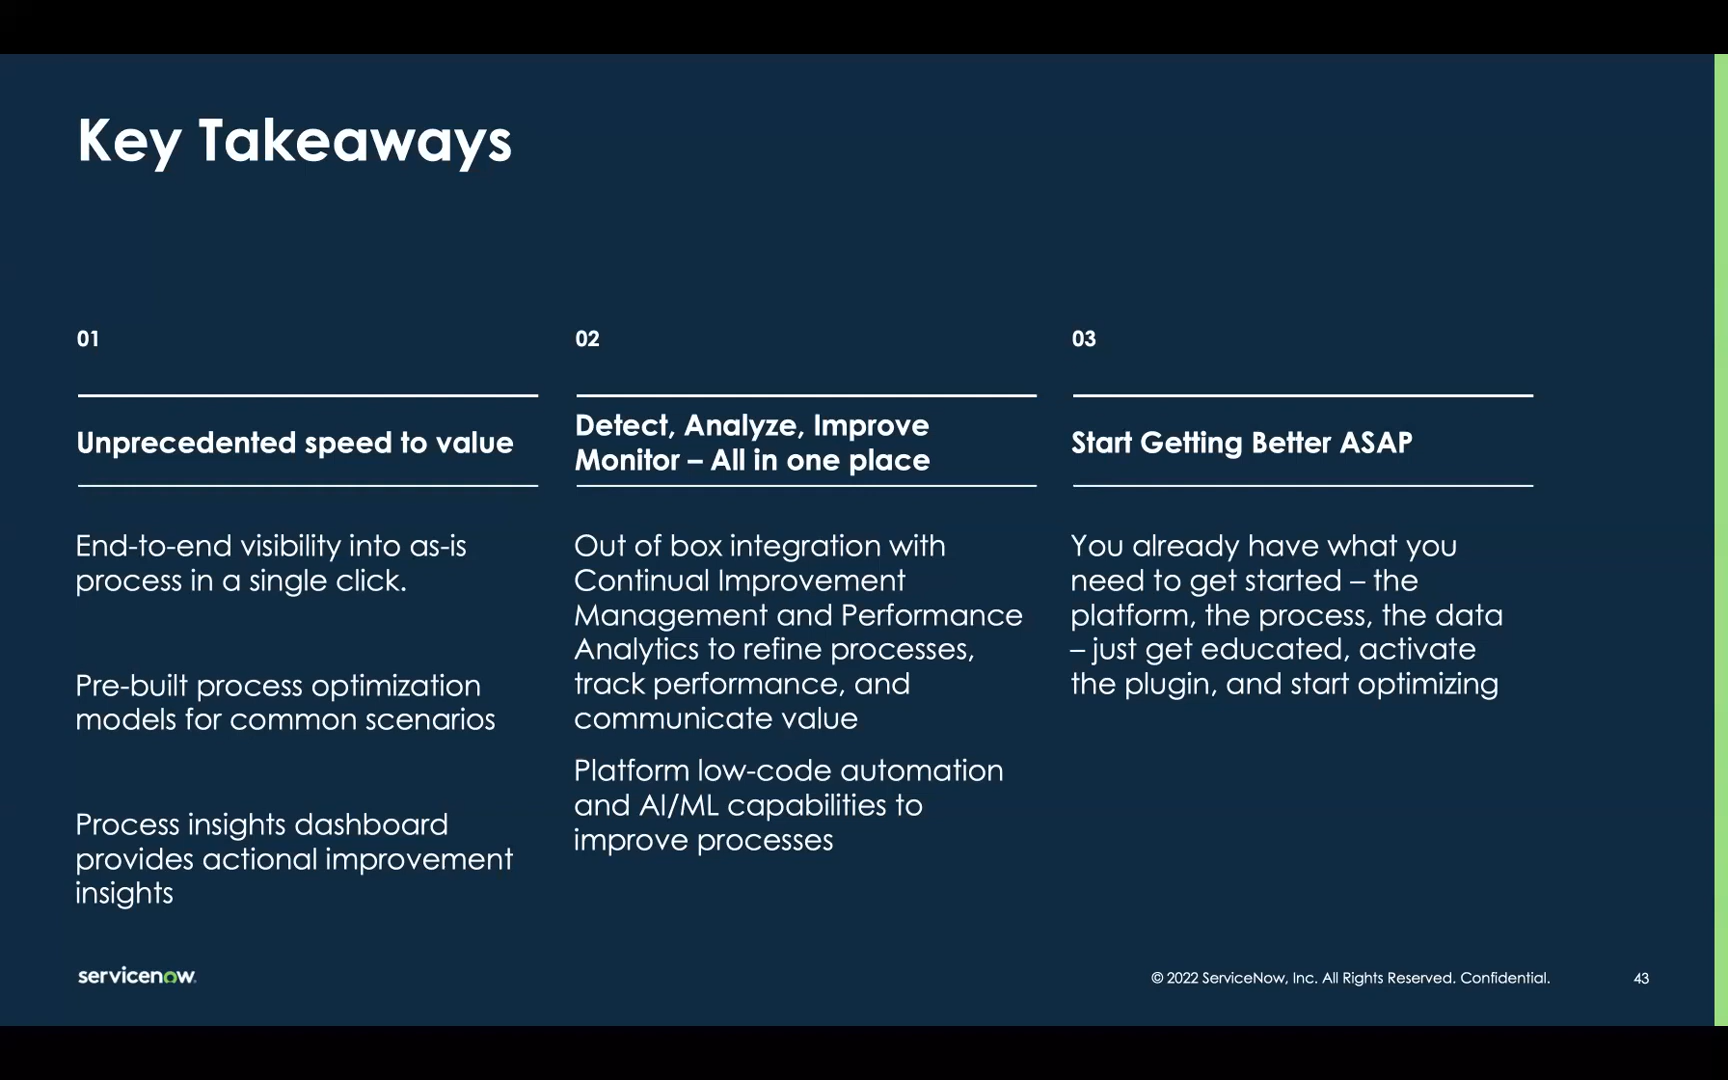 Key Takeaways
01
Unprecedented speed to value
End-to-end visibility into as-is
process in a single click.
Pre-built process optimization
models for common scenarios
Process insights dashboard
provides actional improvement
insights
02
Detect, Analyze, Improve
Monitor – All in one place
Out of box integration with
Continual Improvement
Management and Performance
Analytics to refine processes,
track performance, and
communicate value
Platform low-code automation
and AI/ML capabilities to
improve processes
03
Start Getting Better ASAP
You already have what you
need to get started – the
platform, the process, the data
– just get educated, activate
the plugin, and start optimizing
servicenow.
© 2022 ServiceNow, Inc. All Rights Reserved. Confidential.
43